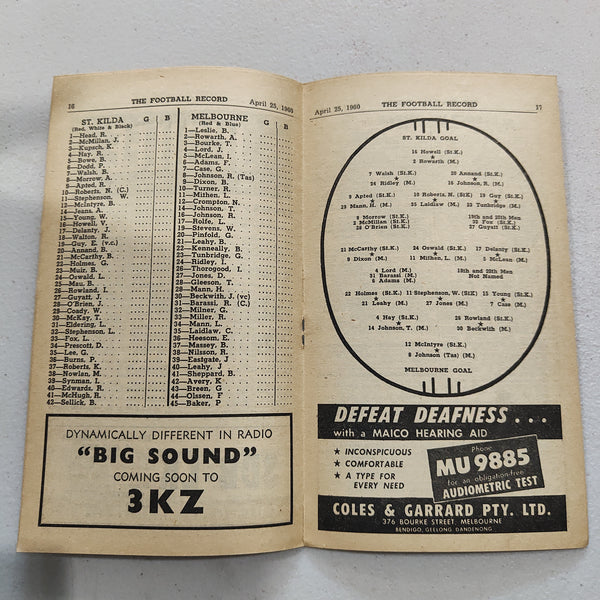 16 THE FOOTBALL RECORD April 25, 1960
ST. KILDA G B
(Red, White & Black)
1—Head, R.
2—McMillan, J.
3—Kupsch, K.
4—Hay, R.
5—Bowe, B.
6—Dodd, P.
7—Walsh, B.
8—Morrow, A.
9—Apted, R.
10—Roberts, N. (C.)
11—Stephenson, W.
12—McIntyre, B.
14—Jeans, A.
15—Young, W.
16—Howell, V.
17—Delanty, J.
18—Walton, R.
19—Guy, E. (v.c.)
20—Annand, B.
21—McCarthy, B.
22—Holmes, G.
23—Muir, B.
24—Oswald, L.
25—Mau, B.
26—Rowland, I.
27—Guyatt, J.
28—O'Brien, J.
29—Coady, W.
30—McKay, T.
31—Eldering, L.
32—Stephenson, L.
33—Fox, L.
34—Prescott, D.
35—Lee, G.
36—Burns, P.
37—Roberts, K.
38—Nowlan, M.
39—Synman, I.
40—Edwards, R.
41—McHugh, R.
42—Sellick, B.
MELBOURNE G B
(Red & Blue)
1—Leslie, B.
2—Rowarth, A.
3—Bourke, T.
4—Lord, J.
5—McLean, I.
6—Adams, F.
7—Case, G.
8—Johnson, R. (Tas)
9—Dixon, B.
10—Turner, R.
11—Mithen, L.
12—Crompton, N.
14—Johnson, T.
16—Johnson, R.
17—Rolfe, L.
19—Stevens, W.
20—Pinfold, G.
21—Leahy, B.
22—Kenneally, B.
23—Tunbridge, G.
24—Ridley, I.
26—Thorogood, I.
27—Jones, D.
28—Gleeson, T.
29—Mann, H.
30—Beckwith, J. (vc)
31—Barassi, R. (C.)
32—Milner, G.
33—Miller, R.
34—Mann, L.
35—Laidlaw, C.
36—Heesom, E.
37—Massey, B.
38—Nilsson, R.
39—Eastgate, J
40—Leahy, J
41—Sheppard, B.
42—Avery, K
43—Breen, G
44—Olssen, F
45—Baker, P
DYNAMICALLY DIFFERENT IN RADIO
"BIG SOUND"
COMING SOON TO
3KZ
April 25, 1960 THE FOOTBALL RECORD 17
ST. KILDA GOAL
16 Howell (St.K.)
2 Rowarth (M.)
7 Walsh (St.K.) 20 Annand (St.K.)
24 Ridley (M.) 16 Johnson, R. (M.)
9 Apted (St.K.) 10 Roberts, N. (StK) 19 Guy (St.K.)
29 Mann, H. (M.) 35 Laidlaw (M.) 23 Tunbridge (M.)
8 Morrow (St.K.) 19th and 20th Men
2 McMillan (St.K.) 33 Fox (St.K.)
28 O'Brien (St.K.) 27 Guyatt (St.K.)
21 McCarthy (St.K.) 24 Oswald (St.K.) 17 Delanty (St.K.)
9 Dixon (M.) 11 Mithen, L. (M.) 5 McLean (M.)
4 Lord (M.) 19th and 20th Men
31 Barassi (M.) Not Named
6 Adams (M.)
22 Holmes (St.K.) 11 Stephenson, W. (St.K) 15 Young (St.K.)
21 Leahy (M.) 27 Jones (M.) 7 Case (M.)
4 Hay (St.K.) 26 Rowland (St.K.)
14 Johnson, T. (M.) 30 Beckwith (M.)
12 McIntyre (St.K.)
8 Johnson (Tas) (M.)
MELBOURNE GOAL
DEFEAT DEAFNESS . . .
with a MAICO HEARING AID
★ INCONSPICUOUS
★ COMFORTABLE
★ A TYPE FOR
EVERY NEED
Phone
MU 9885
for an obligation-free
AUDIOMETRIC TEST
COLES & GARRARD PTY. LTD.
376 BOURKE STREET, MELBOURNE
BENDIGO, GEELONG DANDENONG